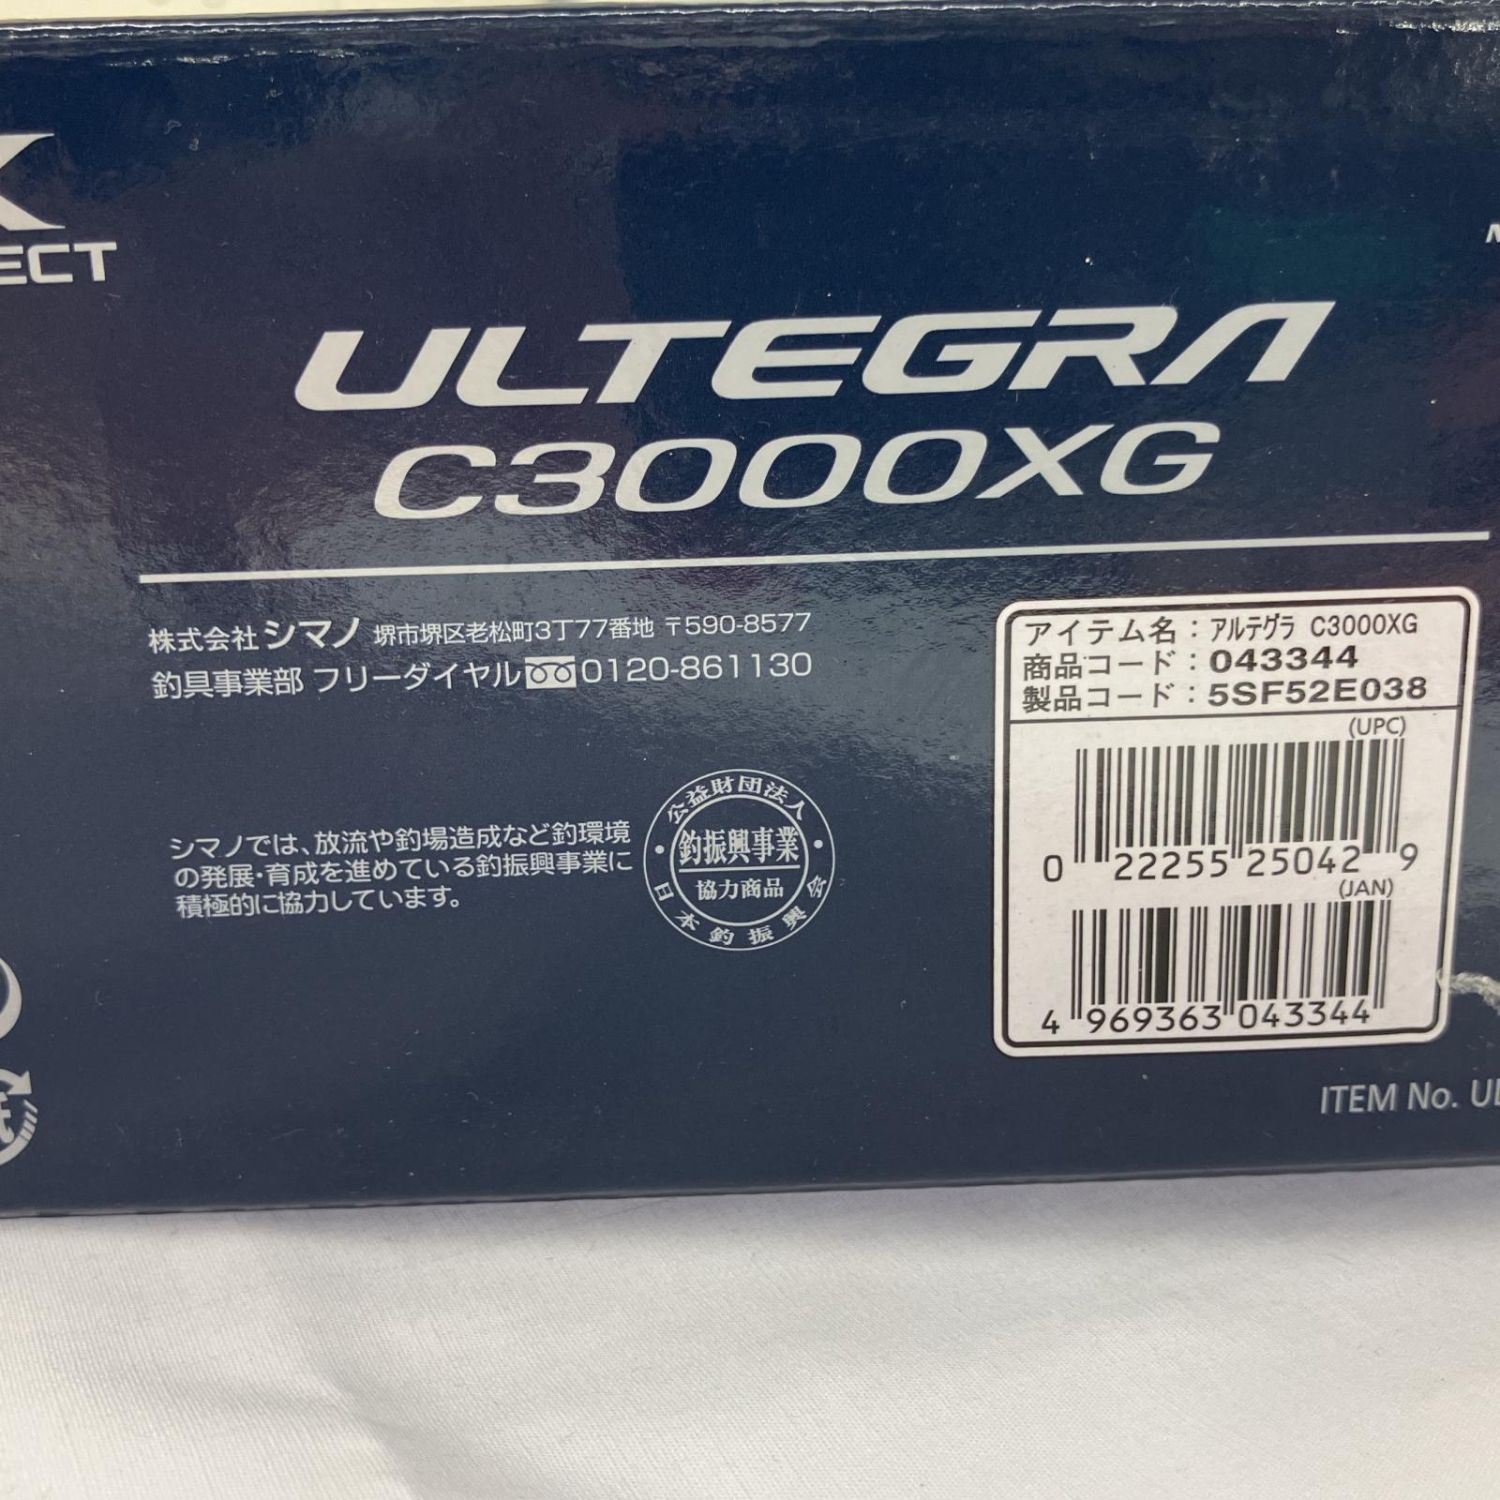 ECT
ULTEGRA
C3000XG
株式会社 シマノ 堺市堺区老松町3丁77番地 〒590-8577
釣具事業部 フリーダイヤル 0120-861130
シマノでは、放流や釣場造成など釣環境
の発展・育成を進めている釣振興事業に
積極的に協力しています。
公益財団法人
釣振興事業
協力商品
日本釣振興会
アイテム名：アルテグラ C3000XG
商品コード：043344
製品コード：5SF52E038
(UPC)
0 22255 25042 9
(JAN)
4 969363 043344
ITEM No. UL